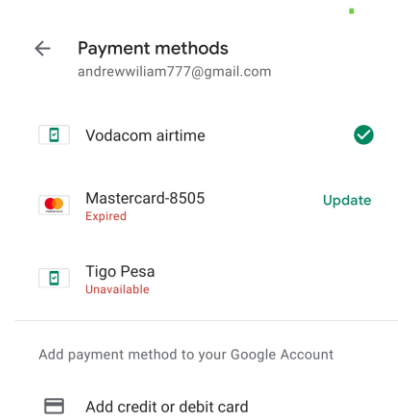 Payment methods
andrewwiliam777@gmail.com
Vodacom airtime
Mastercard-8505
Update
Expired
Tigo Pesa
Unavailable
Add payment method to your Google Account
Add credit or debit card